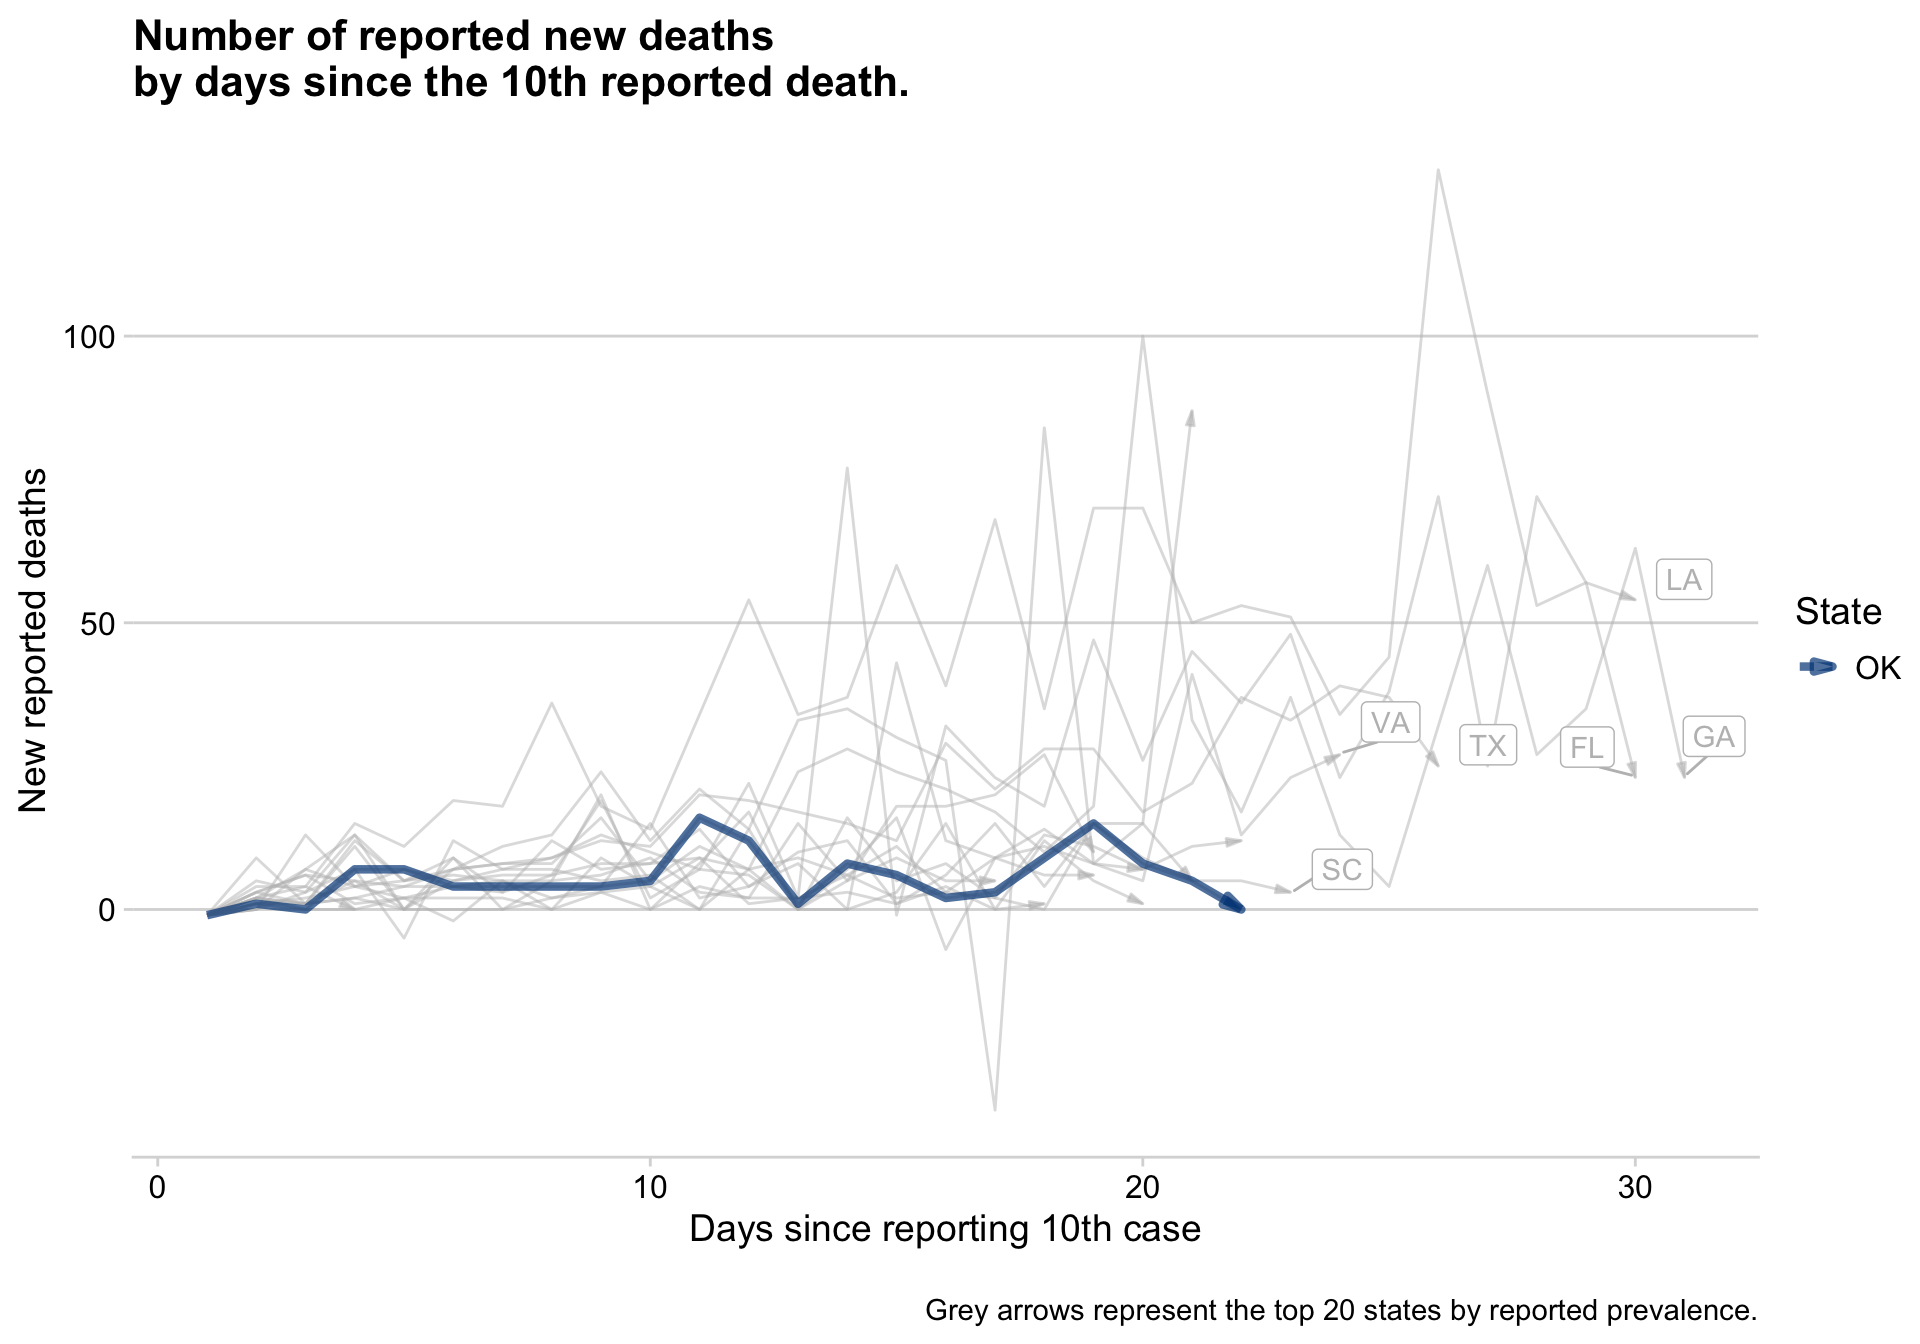 Number of reported new deaths
by days since the 10th reported death.
New reported deaths
100
50
0
LA
VA
TX
FL
GA
SC
State
OK
0 10 20 30
Days since reporting 10th case
Grey arrows represent the top 20 states by reported prevalence.